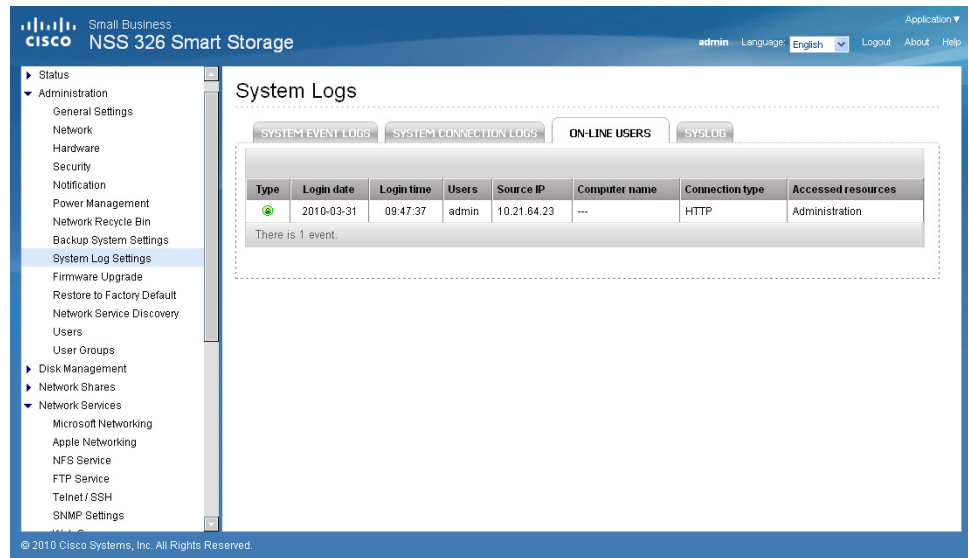 Small Business
Application ▼
CISCO NSS 326 Smart Storage
admin Language: English Logout About Help
Status
Administration
General Settings
Network
Hardware
Security
Notification
Power Management
Network Recycle Bin
Backup System Settings
System Log Settings
Firmware Upgrade
Restore to Factory Default
Network Service Discovery
Users
User Groups
Disk Management
Network Shares
Network Services
Microsoft Networking
Apple Networking
NFS Service
FTP Service
Telnet / SSH
SNMP Settings
System Logs
SYSTEM EVENT LOGS SYSTEM CONNECTION LOGS ON-LINE USERS SYSLOG
Type Login date Login time Users Source IP Computer name Connection type Accessed resources
2010-03-31 09:47:37 admin 10.21.64.23 --- HTTP Administration
There is 1 event.
© 2010 Cisco Systems, Inc. All Rights Reserved.